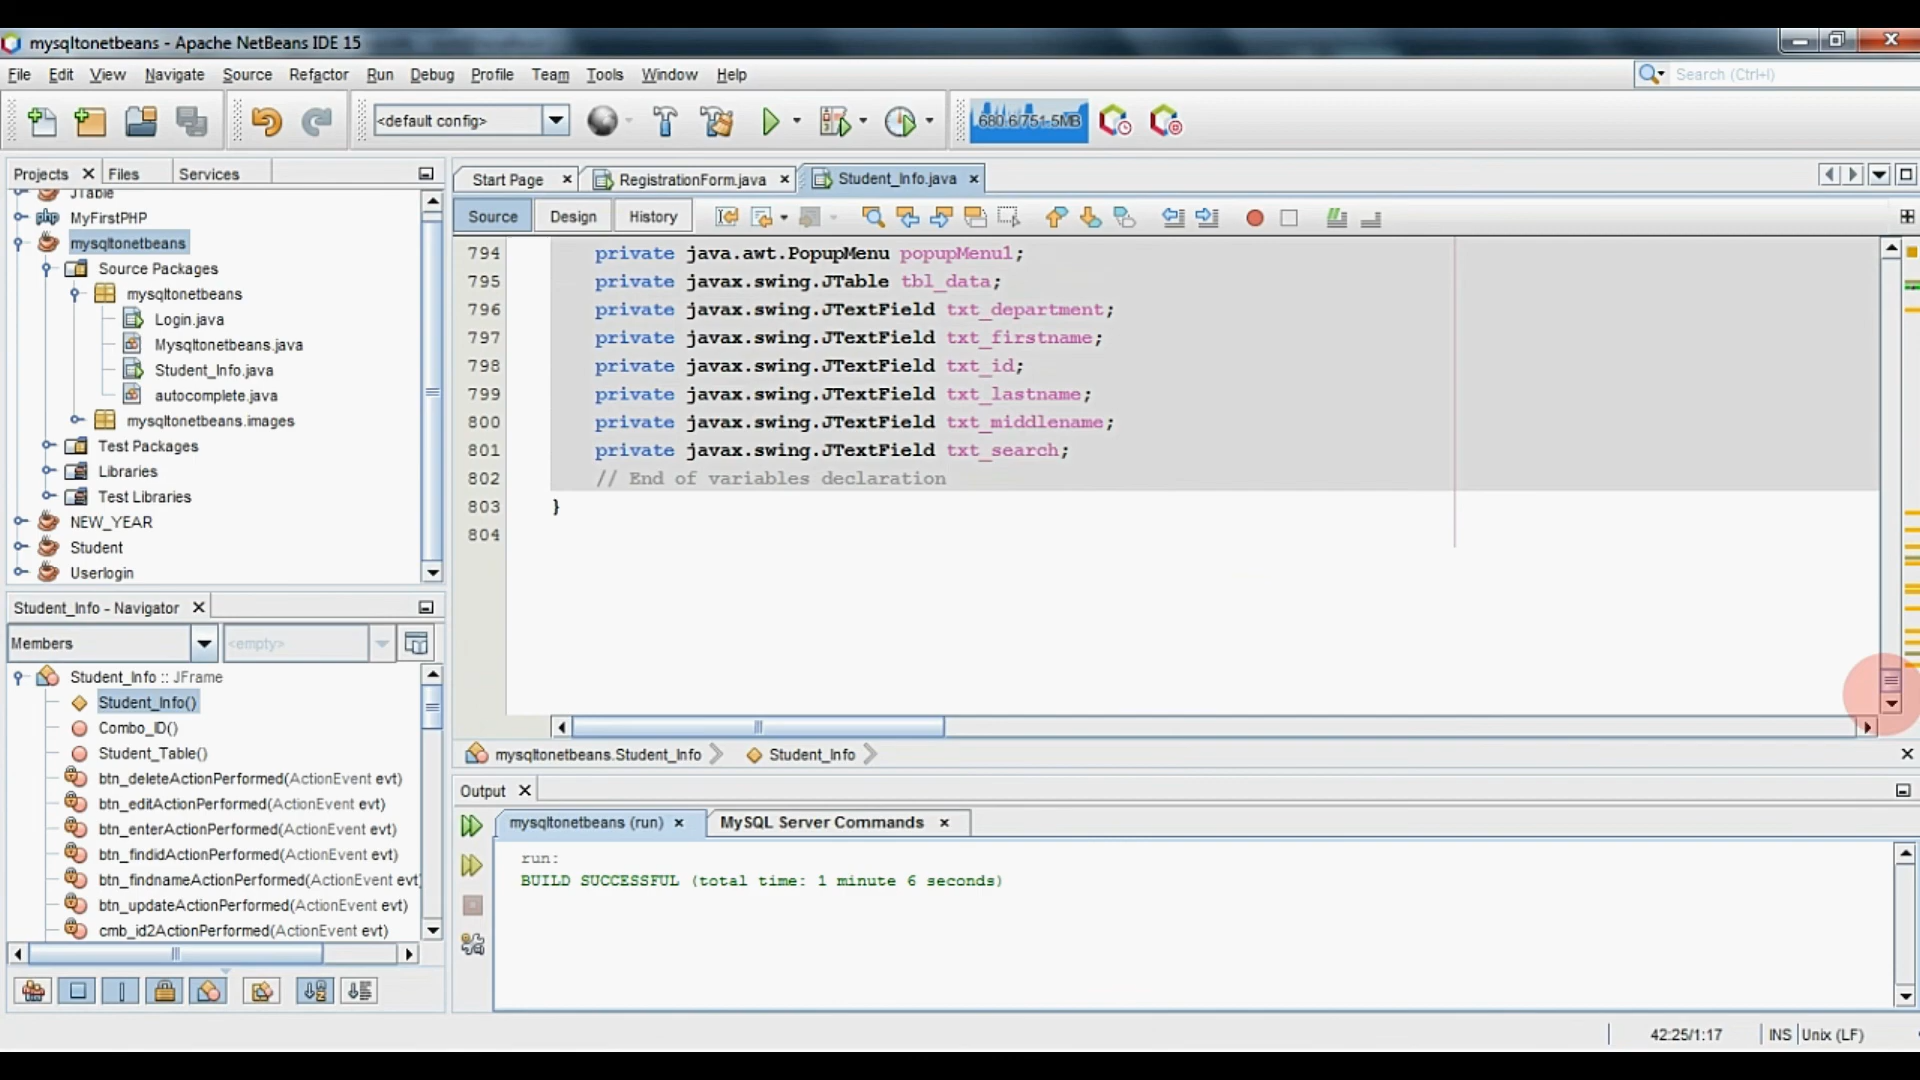 mysqltonetbeans - Apache NetBeans IDE 15
File Edit View Navigate Source Refactor Run Debug Profile Team Tools Window Help
Search (Ctrl+I)
<default config>
680.6/751.5MB
Projects Files Services
JTable
MyFirstPHP
mysqltonetbeans
Source Packages
mysqltonetbeans
Login.java
Mysqltonetbeans.java
Student_Info.java
autocomplete.java
mysqltonetbeans.images
Test Packages
Libraries
Test Libraries
NEW_YEAR
Student
Userlogin
Student_Info - Navigator
Members
<empty>
Student_Info :: JFrame
Student_Info()
Combo_ID()
Student_Table()
btn_deleteActionPerformed(ActionEvent evt)
btn_editActionPerformed(ActionEvent evt)
btn_enterActionPerformed(ActionEvent evt)
btn_findidActionPerformed(ActionEvent evt)
btn_findnameActionPerformed(ActionEvent evt
btn_updateActionPerformed(ActionEvent evt)
cmb_id2ActionPerformed(ActionEvent evt)
Start Page RegistrationForm.java Student_Info.java
Source Design History
794 private java.awt.PopupMenu popupMenu1;
795 private javax.swing.JTable tbl_data;
796 private javax.swing.JTextField txt_department;
797 private javax.swing.JTextField txt_firstname;
798 private javax.swing.JTextField txt_id;
799 private javax.swing.JTextField txt_lastname;
800 private javax.swing.JTextField txt_middlename;
801 private javax.swing.JTextField txt_search;
802 // End of variables declaration
803 }
804
mysqltonetbeans.Student_Info Student_Info
Output
mysqltonetbeans (run) MySQL Server Commands
run:
BUILD SUCCESSFUL (total time: 1 minute 6 seconds)
42:25/1:17 INS Unix (LF)